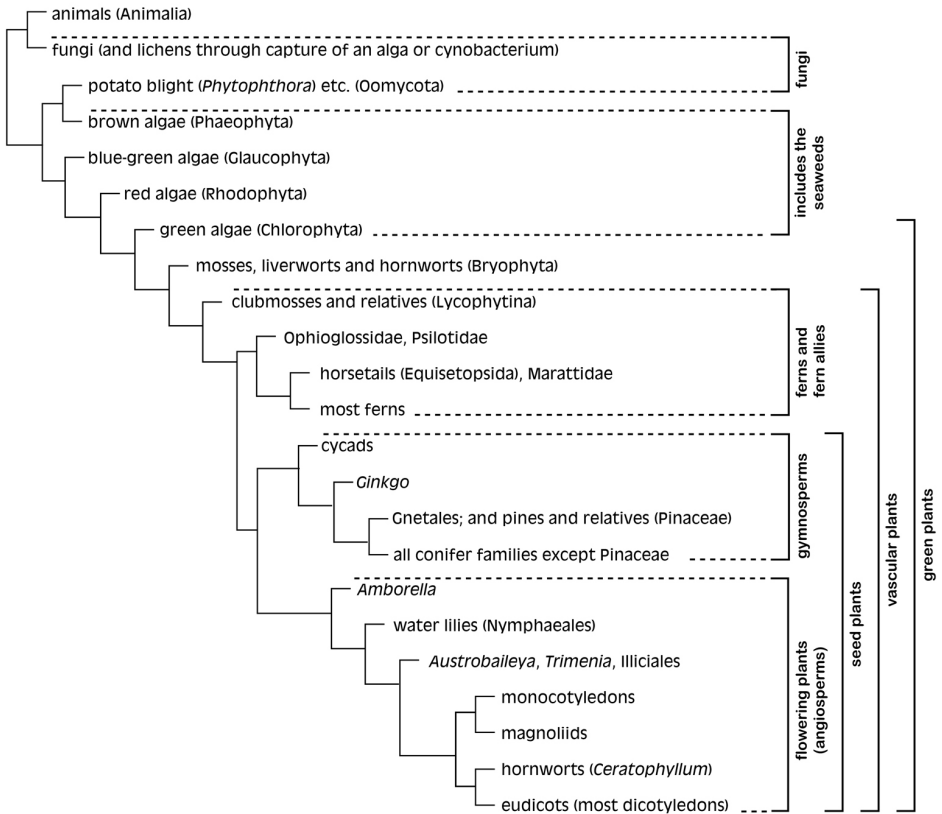 animals (Animalia)
fungi (and lichens through capture of an alga or cynobacterium)
potato blight (Phytophthora) etc. (Oomycota)
fungi
brown algae (Phaeophyta)
blue-green algae (Glaucophyta)
red algae (Rhodophyta)
green algae (Chlorophyta)
includes the
seaweeds
mosses, liverworts and hornworts (Bryophyta)
clubmosses and relatives (Lycophytina)
Ophioglossidae, Psilotidae
horsetails (Equisetopsida), Marattidae
most ferns
ferns and
fern allies
cycads
Ginkgo
Gnetales; and pines and relatives (Pinaceae)
all conifer families except Pinaceae
gymnosperms
Amborella
water lilies (Nymphaeales)
Austrobaileya, Trimenia, Illiciales
monocotyledons
magnoliids
hornworts (Ceratophyllum)
eudicots (most dicotyledons)
flowering plants
(angiosperms)
seed plants
vascular plants
green plants